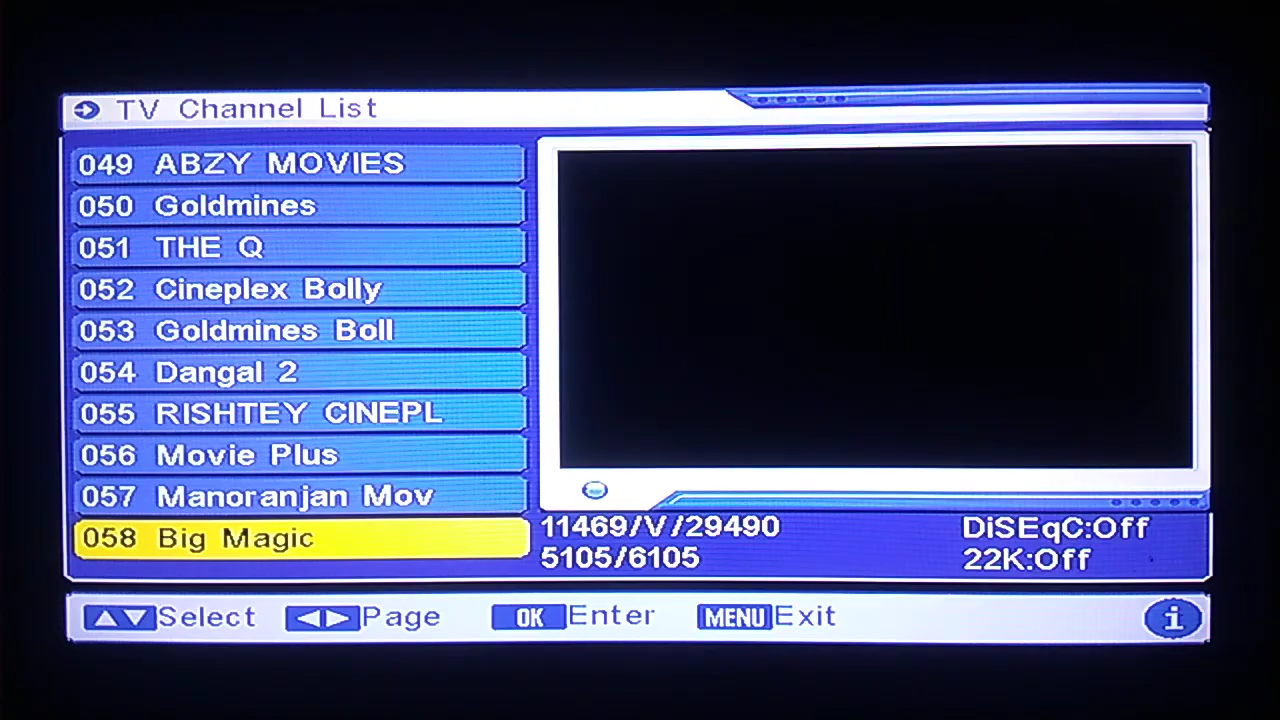 TV Channel List
049 ABZY MOVIES
050 Goldmines
051 THE Q
052 Cineplex Bolly
053 Goldmines Boll
054 Dangal 2
055 RISHTEY CINEPL
056 Movie Plus
057 Manoranjan Mov
058 Big Magic
11469/V/29490 DiSEqC:Off
5105/6105 22K:Off
Select Page OK Enter MENU Exit i